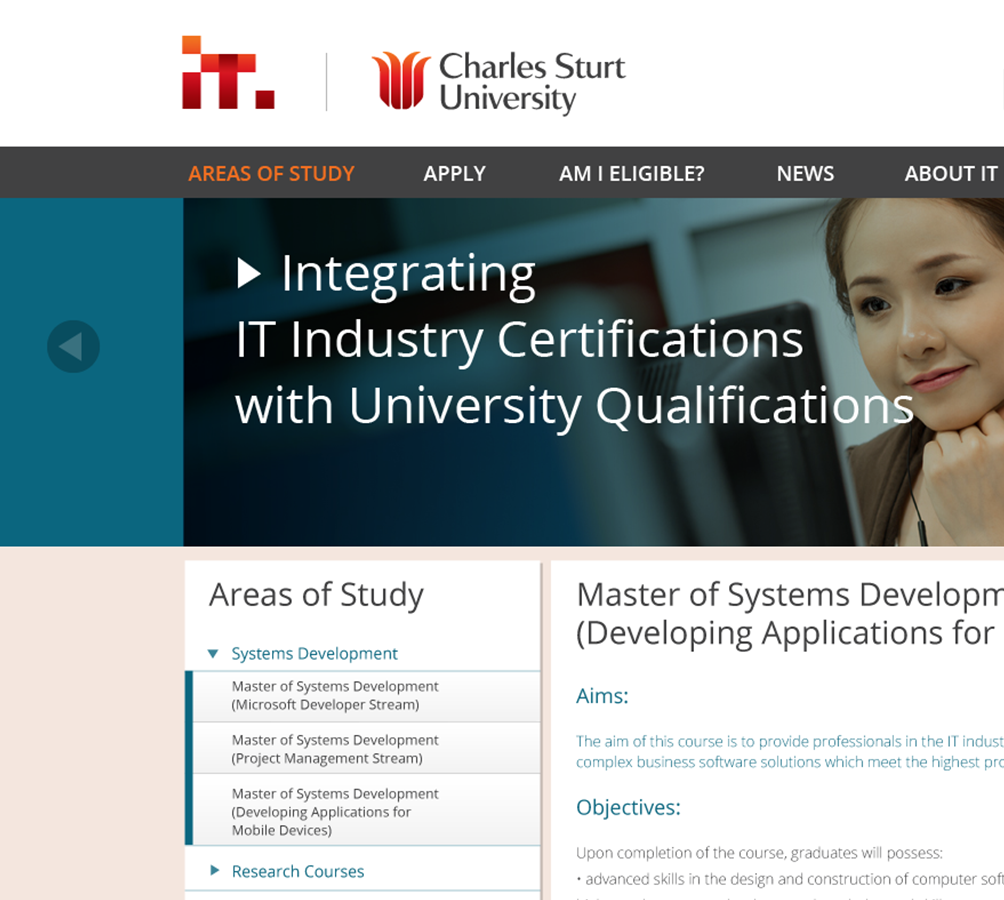 iT.
Charles Sturt
University
AREAS OF STUDY APPLY AM I ELIGIBLE? NEWS ABOUT IT
Integrating
IT Industry Certifications
with University Qualifications
Areas of Study
Systems Development
Master of Systems Development
(Microsoft Developer Stream)
Master of Systems Development
(Project Management Stream)
Master of Systems Development
(Developing Applications for
Mobile Devices)
Research Courses
Master of Systems Developm
(Developing Applications for
Aims:
The aim of this course is to provide professionals in the IT indust
complex business software solutions which meet the highest pro
Objectives:
Upon completion of the course, graduates will possess:
• advanced skills in the design and construction of computer soft